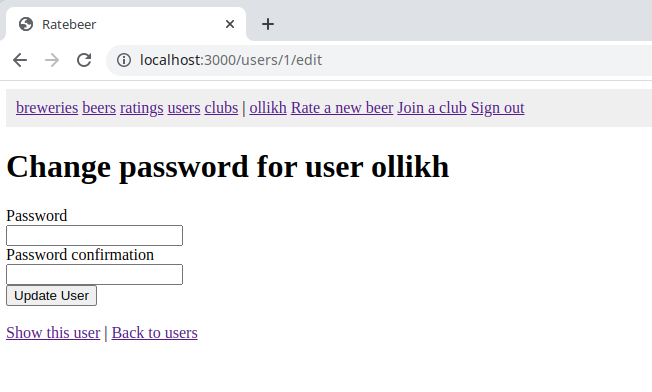 Ratebeer
localhost:3000/users/1/edit
breweries beers ratings users clubs | ollikh Rate a new beer Join a club Sign out
Change password for user ollikh
Password
Password confirmation
Update User
Show this user | Back to users